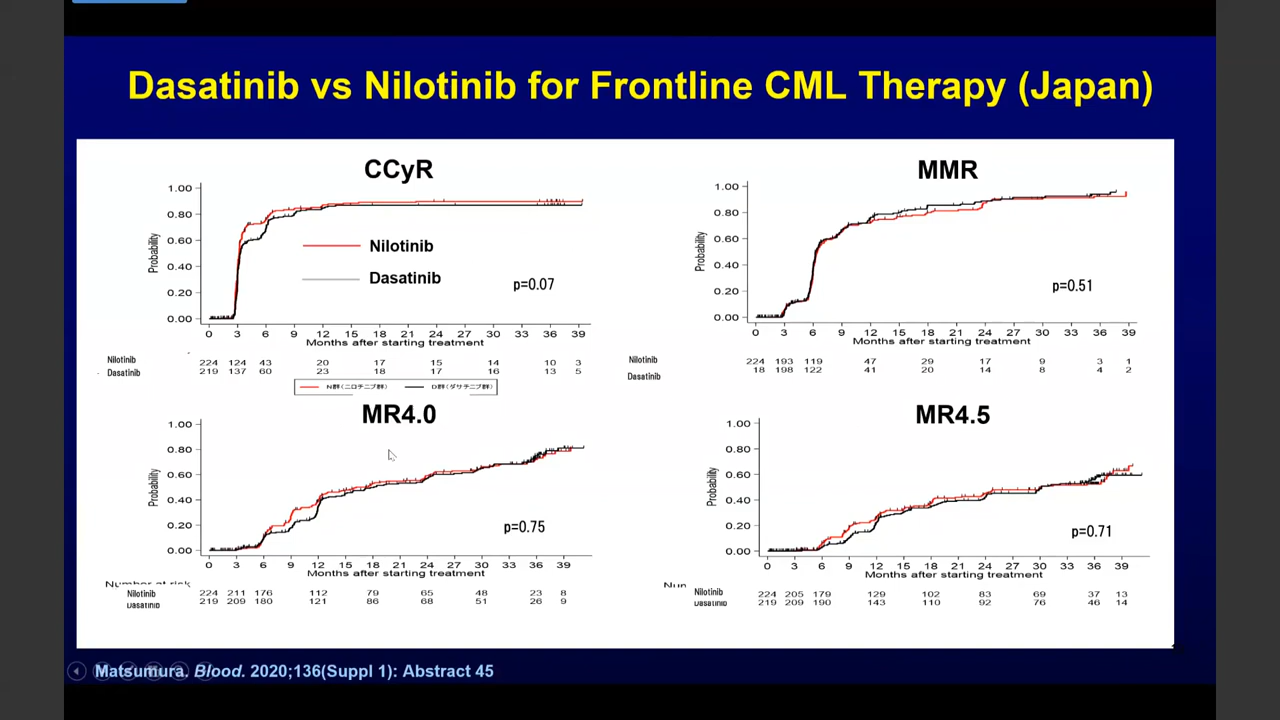 Dasatinib vs Nilotinib for Frontline CML Therapy (Japan)
CCyR
1.00
0.80
0.60
0.40
0.20
0.00
Probability
Nilotinib
Dasatinib
p=0.07
0 3 6 9 12 15 18 21 24 27 30 33 36 39
Months after starting treatment
Nilotinib 224 124 43 20 17 15 14 10 3
Dasatinib 219 137 60 23 18 17 16 13 5
N群(ニロチニブ群) D群(ダサチニブ群)
MMR
1.00
0.80
0.60
0.40
0.20
0.00
Probability
p=0.51
0 3 6 9 12 15 18 21 24 27 30 33 36 39
Months after starting treatment
Nilotinib 224 193 119 47 29 17 9 3 1
Dasatinib 18 198 122 41 20 14 8 4 2
MR4.0
1.00
0.80
0.60
0.40
0.20
0.00
Probability
p=0.75
0 3 6 9 12 15 18 21 24 27 30 33 36 39
Months after starting treatment
Number at risk
Nilotinib 224 211 176 112 79 65 48 23 8
Dasatinib 219 209 180 121 86 68 51 26 9
MR4.5
1.00
0.80
0.60
0.40
0.20
0.00
Probability
p=0.71
0 3 6 9 12 15 18 21 24 27 30 33 36 39
Months after starting treatment
Nun
Nilotinib 224 205 179 129 102 83 69 37 13
Dasatinib 219 209 190 143 110 92 76 46 14
Matsumura. Blood. 2020;136(Suppl 1): Abstract 45